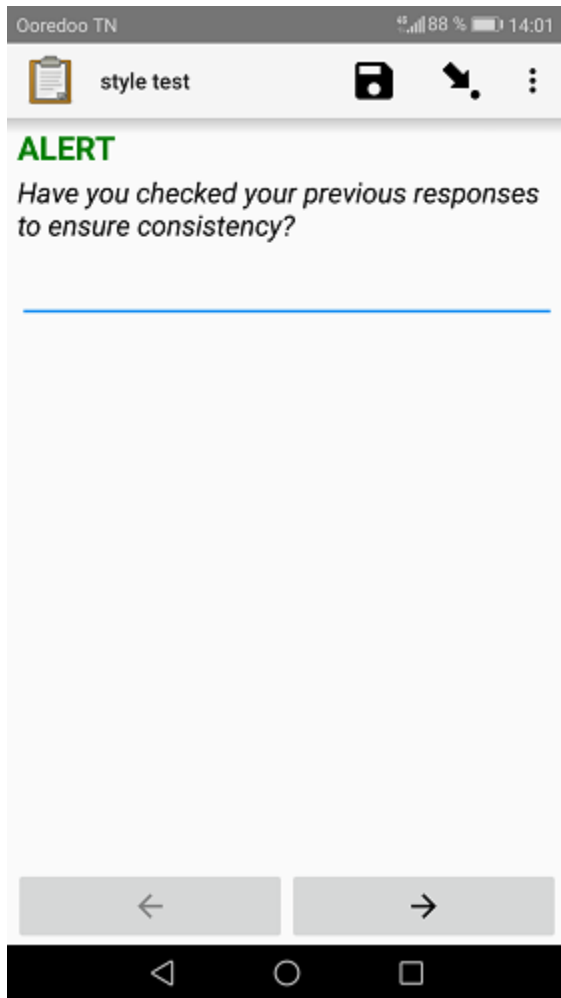 Ooredoo TN 88 % 14:01
style test
ALERT
Have you checked your previous responses
to ensure consistency?